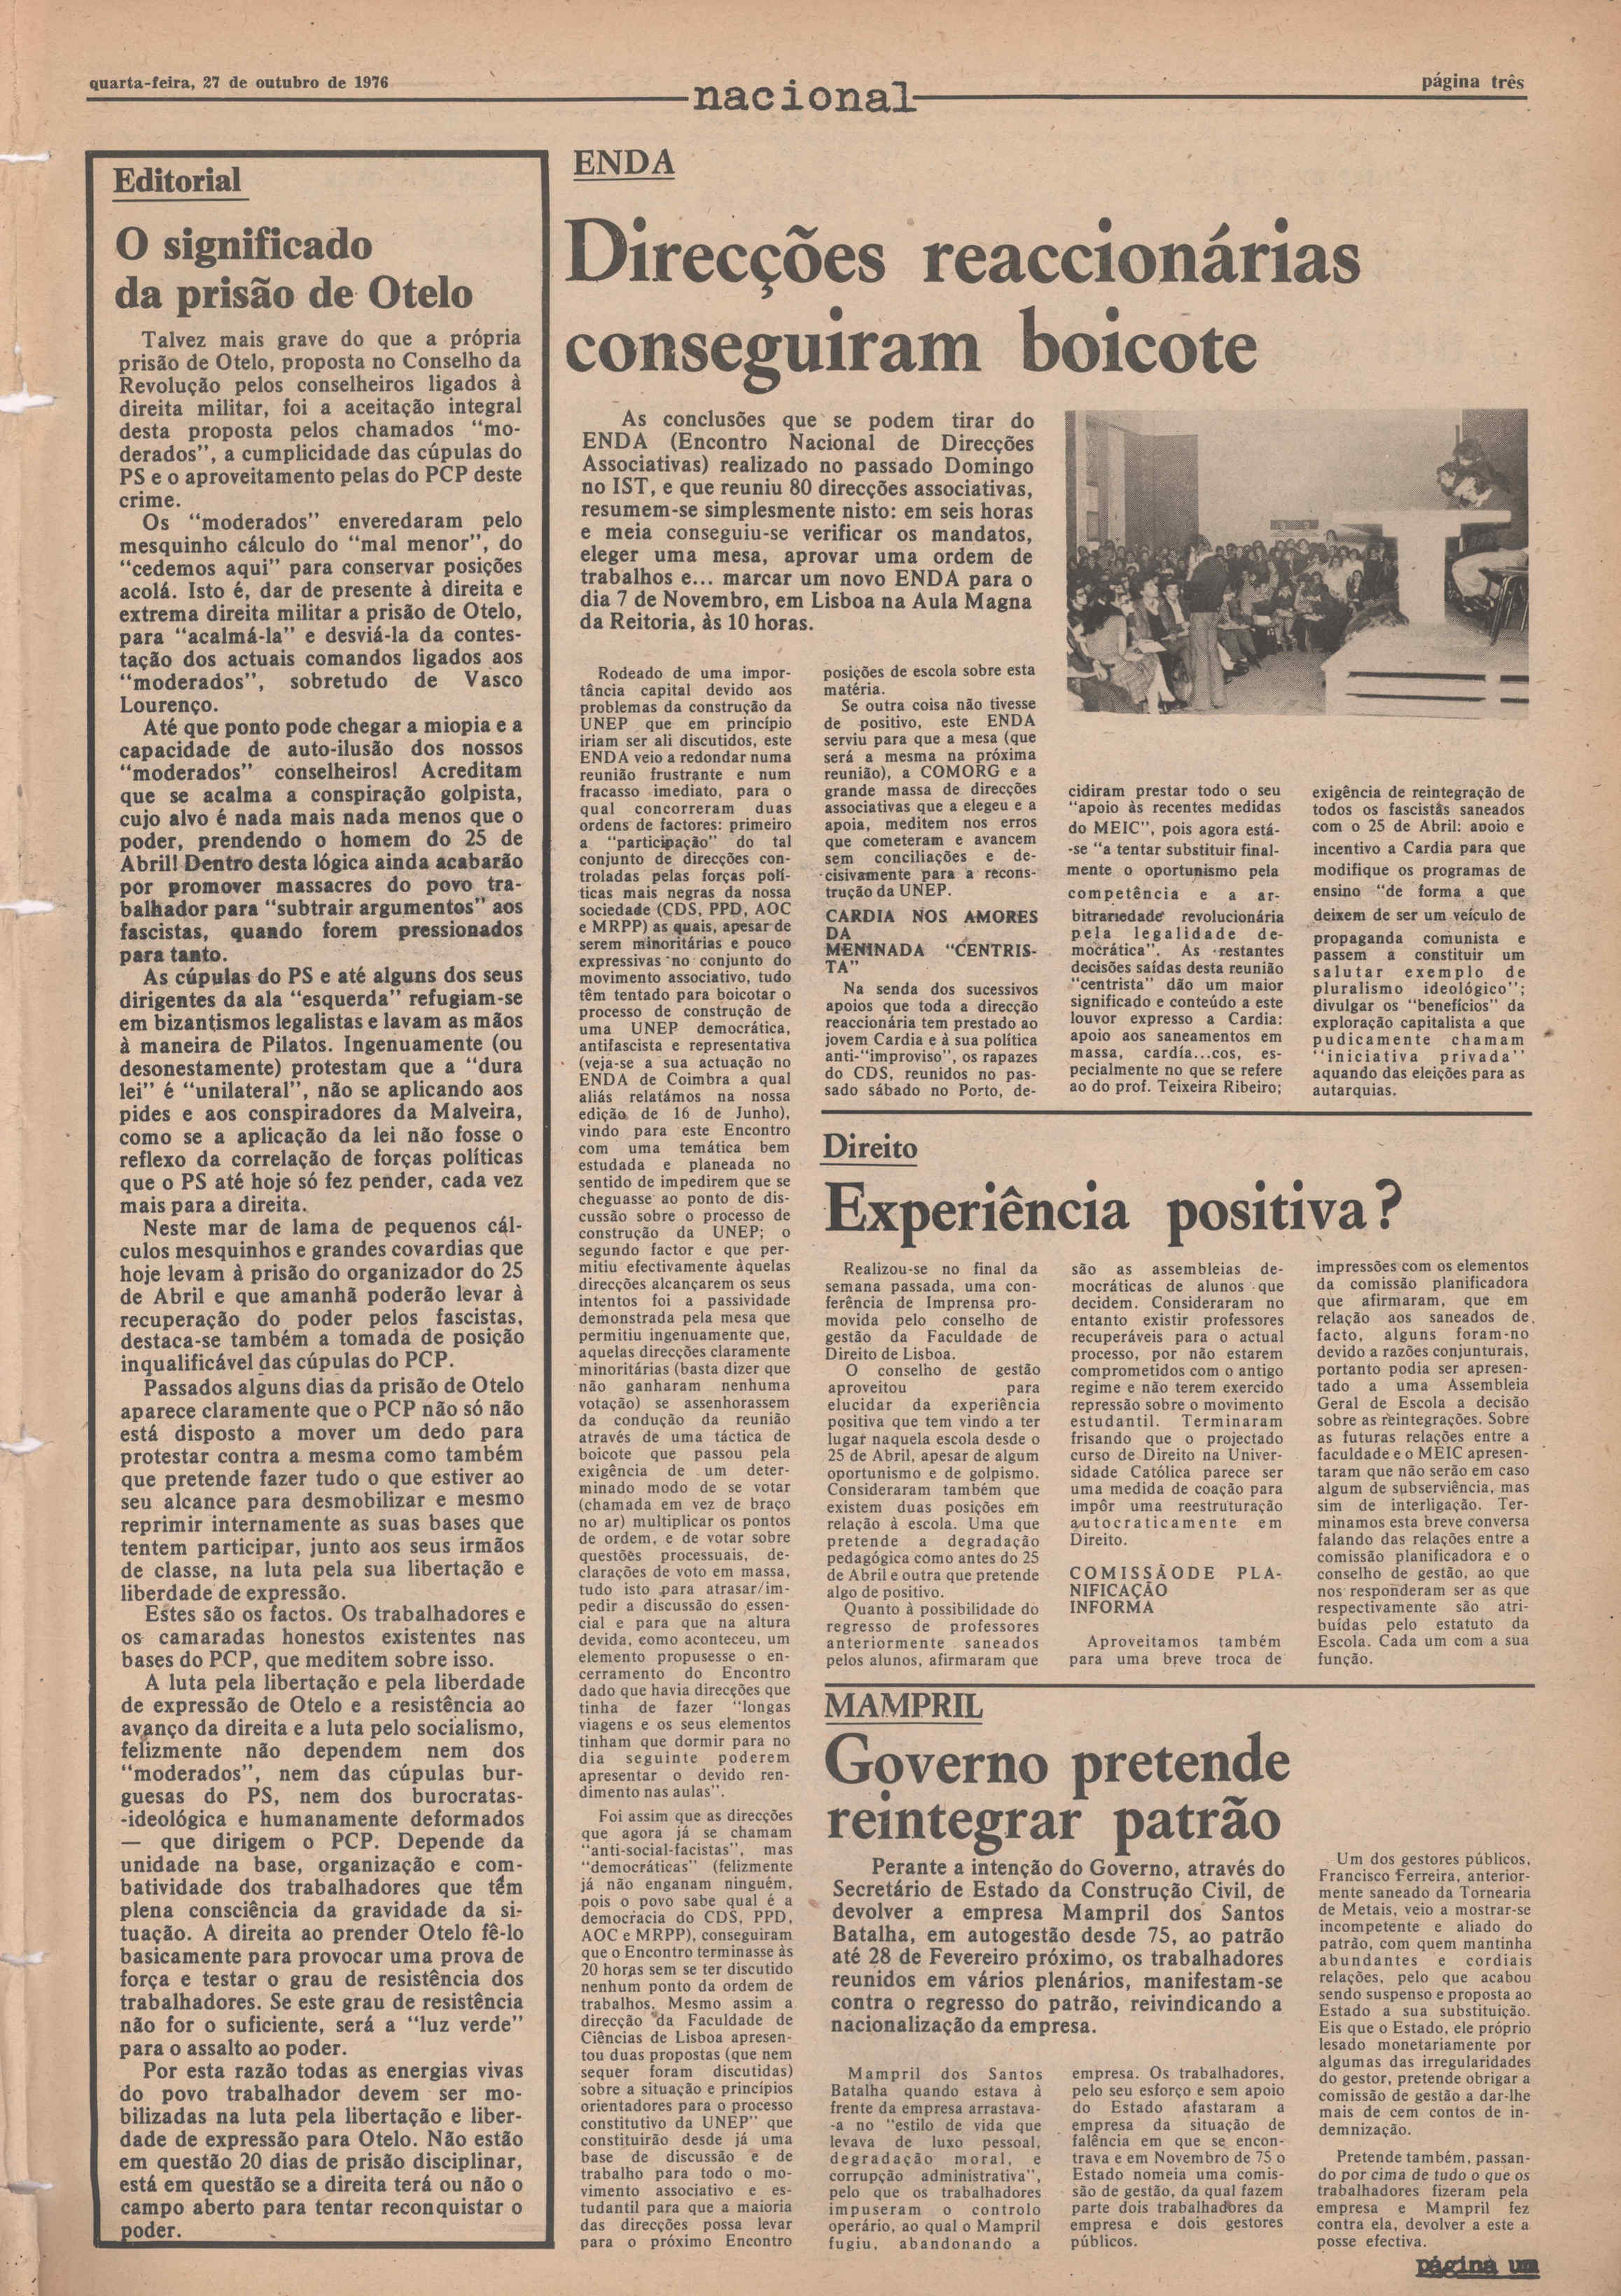 quarta-feira, 27 de outubro de 1976
nacional
página três
Editorial
O significado
da prisão de Otelo
Talvez mais grave do que a própria
prisão de Otelo, proposta no Conselho da
Revolução pelos conselheiros ligados à
direita militar, foi a aceitação integral
desta proposta pelos chamados "mo-
derados", a cumplicidade das cúpulas do
PS e o aproveitamento pelas do PCP deste
crime.
Os "moderados" enveredaram pelo
mesquinho cálculo do "mal menor", do
"cedemos aqui" para conservar posições
acolá. Isto é, dar de presente à direita e
extrema direita militar a prisão de Otelo,
para "acalmá-la" e desviá-la da contes-
tação dos actuais comandos ligados aos
"moderados", sobretudo de Vasco
Lourenço.
Até que ponto pode chegar a miopia e a
capacidade de auto-ilusão dos nossos
"moderados" conselheiros! Acreditam
que se acalma a conspiração golpista,
cujo alvo é nada mais nada menos que o
poder, prendendo o homem do 25 de
Abril! Dentro desta lógica ainda acabarão
por promover massacres do povo tra-
balhador para "subtrair argumentos" aos
fascistas, quando forem pressionados
para tanto.
As cúpulas do PS e até alguns dos seus
dirigentes da ala "esquerda" refugiam-se
em bizantismos legalistas e lavam as mãos
à maneira de Pilatos. Ingenuamente (ou
desonestamente) protestam que a "dura
lei" é "unilateral", não se aplicando aos
pides e aos conspiradores da Malveira,
como se a aplicação da lei não fosse o
reflexo da correlação de forças políticas
que o PS até hoje só fez pender, cada vez
mais para a direita.
Neste mar de lama de pequenos cál-
culos mesquinhos e grandes covardias que
hoje levam à prisão do organizador do 25
de Abril e que amanhã poderão levar à
recuperação do poder pelos fascistas,
destaca-se também a tomada de posição
inqualificável das cúpulas do PCP.
Passados alguns dias da prisão de Otelo
aparece claramente que o PCP não só não
está disposto a mover um dedo para
protestar contra a mesma como também
que pretende fazer tudo o que estiver ao
seu alcance para desmobilizar e mesmo
reprimir internamente as suas bases que
tentem participar, junto aos seus irmãos
de classe, na luta pela sua libertação e
liberdade de expressão.
Estes são os factos. Os trabalhadores e
os camaradas honestos existentes nas
bases do PCP, que meditem sobre isso.
A luta pela libertação e pela liberdade
de expressão de Otelo e a resistência ao
avanço da direita e a luta pelo socialismo,
felizmente não dependem nem dos
"moderados", nem das cúpulas bur-
guesas do PS, nem dos burocratas-
-ideológica e humanamente deformados
— que dirigem o PCP. Depende da
unidade na base, organização e com-
batividade dos trabalhadores que têm
plena consciência da gravidade da si-
tuação. A direita ao prender Otelo fê-lo
basicamente para provocar uma prova de
força e testar o grau de resistência dos
trabalhadores. Se este grau de resistência
não for o suficiente, será a "luz verde"
para o assalto ao poder.
Por esta razão todas as energias vivas
do povo trabalhador devem ser mo-
bilizadas na luta pela libertação e liber-
dade de expressão para Otelo. Não estão
em questão 20 dias de prisão disciplinar,
está em questão se a direita terá ou não o
campo aberto para tentar reconquistar o
poder.
ENDA
Direcções reaccionárias
conseguiram boicote
As conclusões que se podem tirar do
ENDA (Encontro Nacional de Direcções
Associativas) realizado no passado Domingo
no IST, e que reuniu 80 direcções associativas,
resumem-se simplesmente nisto: em seis horas
e meia conseguiu-se verificar os mandatos,
eleger uma mesa, aprovar uma ordem de
trabalhos e... marcar um novo ENDA para o
dia 7 de Novembro, em Lisboa na Aula Magna
da Reitoria, às 10 horas.
Rodeado de uma impor-
tância capital devido aos
problemas da construção da
UNEP que em princípio
iriam ser ali discutidos, este
ENDA veio a redondar numa
reunião frustrante e num
fracasso imediato, para o
qual concorreram duas
ordens de factores: primeiro
a "participação" do tal
conjunto de direcções con-
troladas pelas forças polí-
ticas mais negras da nossa
sociedade (CDS, PPD, AOC
e MRPP) as quais, apesar de
serem minoritárias e pouco
expressivas no conjunto do
movimento associativo, tudo
têm tentado para boicotar o
processo de construção de
uma UNEP democrática,
antifascista e representativa
(veja-se a sua actuação no
ENDA de Coimbra a qual
aliás relatámos na nossa
edição de 16 de Junho),
vindo para este Encontro
com uma temática bem
estudada e planeada no
sentido de impedirem que se
chegasse ao ponto de dis-
cussão sobre o processo de
construção da UNEP; o
segundo factor e que per-
mitiu efectivamente àquelas
direcções alcançarem os seus
intentos foi a passividade
demonstrada pela mesa que
permitiu ingenuamente que,
aquelas direcções claramente
minoritárias (basta dizer que
não ganharam nenhuma
votação) se assenhorassem
da condução da reunião
através de uma táctica de
boicote que passou pela
exigência de um deter-
minado modo de se votar
(chamada em vez de braço
no ar) multiplicar os pontos
de ordem, e de votar sobre
questões processuais, de-
clarações de voto em massa,
tudo isto para atrasar/im-
pedir a discussão do essen-
cial e para que na altura
devida, como aconteceu, um
elemento propusesse o en-
cerramento do Encontro
dado que havia direcções que
tinha de fazer "longas
viagens e os seus elementos
tinham que dormir para no
dia seguinte poderem
apresentar o devido ren-
dimento nas aulas".
Foi assim que as direcções
que agora já se chamam
"anti-social-facistas", mas
"democráticas" (felizmente
já não enganam ninguém,
pois o povo sabe qual é a
democracia do CDS, PPD,
AOC e MRPP), conseguiram
que o Encontro terminasse às
20 horas sem se ter discutido
nenhum ponto da ordem de
trabalhos. Mesmo assim a
direcção da Faculdade de
Ciências de Lisboa apresen-
tou duas propostas (que nem
sequer foram discutidas)
sobre a situação e princípios
orientadores para o processo
constitutivo da UNEP" que
constituirão desde já uma
base de discussão e de
trabalho para todo o mo-
vimento associativo e es-
tudantil para que a maioria
das direcções possa levar
para o próximo Encontro
posições de escola sobre esta
matéria.
Se outra coisa não tivesse
de positivo, este ENDA
serviu para que a mesa (que
será a mesma na próxima
reunião), a COMORG e a
grande massa de direcções
associativas que a elegeu e a
apoia, meditem nos erros
que cometeram e avancem
sem conciliações e de-
cisivamente para a recons-
trução da UNEP.
CARDIA NOS AMORES
DA
MENINADA "CENTRIS-
TA"
Na senda dos sucessivos
apoios que toda a direcção
reaccionária tem prestado ao
jovem Cardia e à sua política
anti-"improviso", os rapazes
do CDS, reunidos no pas-
sado sábado no Porto, de-
cidiram prestar todo o seu
"apoio às recentes medidas
do MEIC", pois agora está-
-se "a tentar substituir final-
mente o oportunismo pela
competência e a ar-
bitrariedade revolucionária
pela legalidade de-
mocrática". As restantes
decisões saídas desta reunião
"centrista" dão um maior
significado e conteúdo a este
louvor expresso a Cardia:
apoio aos saneamentos em
massa, cardía...cos, es-
pecialmente no que se refere
ao do prof. Teixeira Ribeiro;
exigência de reintegração de
todos os fascistas saneados
com o 25 de Abril: apoio e
incentivo a Cardia para que
modifique os programas de
ensino "de forma a que
deixem de ser um veículo de
propaganda comunista e
passem a constituir um
salutar exemplo de
pluralismo ideológico";
divulgar os "benefícios" da
exploração capitalista a que
pudicamente chamam
"iniciativa privada"
aquando das eleições para as
autarquias.
Direito
Experiência positiva?
Realizou-se no final da
semana passada, uma con-
ferência de Imprensa pro-
movida pelo conselho de
gestão da Faculdade de
Direito de Lisboa.
O conselho de gestão
aproveitou para
elucidar da experiência
positiva que tem vindo a ter
lugar naquela escola desde o
25 de Abril, apesar de algum
oportunismo e de golpismo.
Consideraram também que
existem duas posições em
relação à escola. Uma que
pretende a degradação
pedagógica como antes do 25
de Abril e outra que pretende
algo de positivo.
Quanto à possibilidade do
regresso de professores
anteriormente saneados
pelos alunos, afirmaram que
são as assembleias de-
mocráticas de alunos que
decidem. Consideraram no
entanto existir professores
recuperáveis para o actual
processo, por não estarem
comprometidos com o antigo
regime e não terem exercido
repressão sobre o movimento
estudantil. Terminaram
frisando que o projectado
curso de Direito na Univer-
sidade Católica parece ser
uma medida de coação para
impôr uma reestruturação
autocraticamente em
Direito.
COMISSÃODE PLA-
NIFICAÇÃO
INFORMA
Aproveitamos também
para uma breve troca de
impressões com os elementos
da comissão planificadora
que afirmaram, que em
relação aos saneados de
facto, alguns foram-no
devido a razões conjunturais,
portanto podia ser apresen-
tado a uma Assembleia
Geral de Escola a decisão
sobre as reintegrações. Sobre
as futuras relações entre a
faculdade e o MEIC apresen-
taram que não serão em caso
algum de subserviência, mas
sim de interligação. Ter-
minamos esta breve conversa
falando das relações entre a
comissão planificadora e o
conselho de gestão, ao que
nos responderam ser as que
respectivamente são atri-
buídas pelo estatuto da
Escola. Cada um com a sua
função.
MAMPRIL
Governo pretende
reintegrar patrão
Perante a intenção do Governo, através do
Secretário de Estado da Construção Civil, de
devolver a empresa Mampril dos Santos
Batalha, em autogestão desde 75, ao patrão
até 28 de Fevereiro próximo, os trabalhadores
reunidos em vários plenários, manifestam-se
contra o regresso do patrão, reivindicando a
nacionalização da empresa.
Mampril dos Santos
Batalha quando estava à
frente da empresa arrastava-
-a no "estilo de vida que
levava de luxo pessoal,
degradação moral, e
corrupção administrativa",
pelo que os trabalhadores
impuseram o controlo
operário, ao qual o Mampril
fugiu, abandonando a
empresa. Os trabalhadores,
pelo seu esforço e sem apoio
do Estado afastaram a
empresa da situação de
falência em que se encon-
trava e em Novembro de 75 o
Estado nomeia uma comis-
são de gestão, da qual fazem
parte dois trabalhadores da
empresa e dois gestores
públicos.
Um dos gestores públicos,
Francisco Ferreira, anterior-
mente saneado da Tornearia
de Metais, veio a mostrar-se
incompetente e aliado do
patrão, com quem mantinha
abundantes e cordiais
relações, pelo que acabou
sendo suspenso e proposta ao
Estado a sua substituição.
Eis que o Estado, ele próprio
lesado monetariamente por
algumas das irregularidades
do gestor, pretende obrigar a
comissão de gestão a dar-lhe
mais de cem contos de in-
demnização.
Pretende também, passan-
do por cima de tudo o que os
trabalhadores fizeram pela
empresa e Mampril fez
contra ela, devolver a este a
posse efectiva.
página um